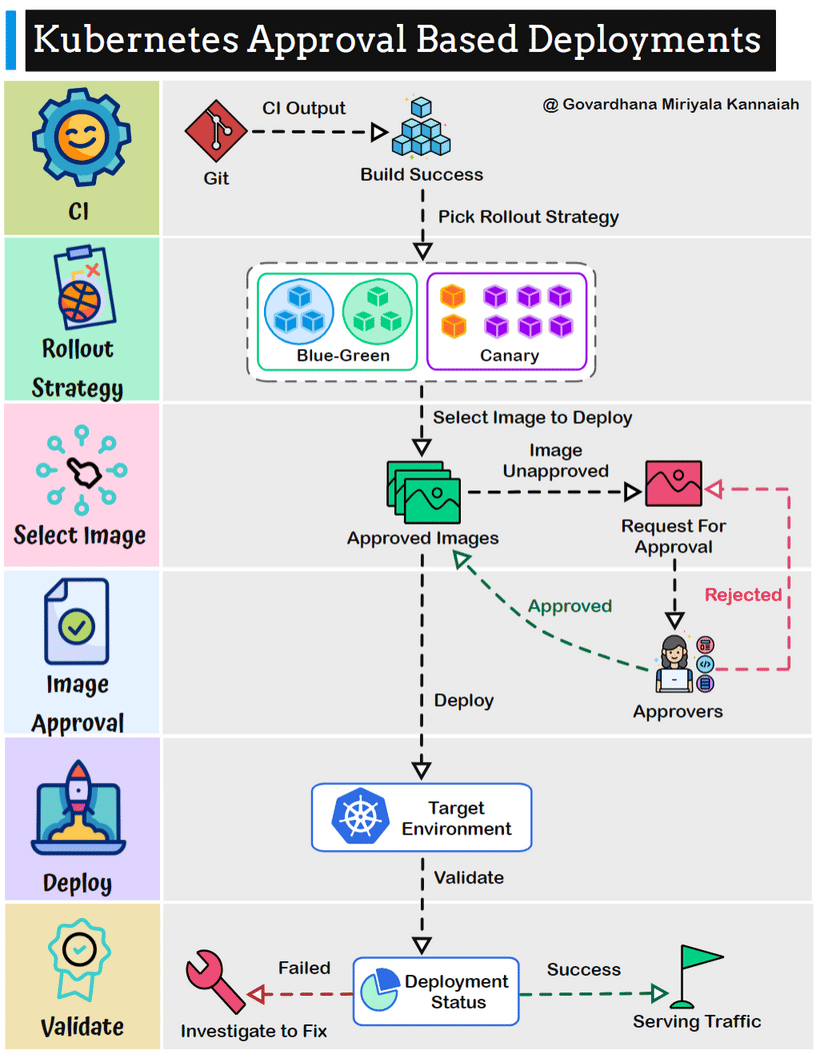 Kubernetes Approval Based Deployments
@ Govardhana Miriyala Kannaiah
CI Output
Git
Build Success
CI
Pick Rollout Strategy
Rollout
Strategy
Blue-Green
Canary
Select Image to Deploy
Image
Unapproved
Select Image
Approved Images
Request For
Approval
Approved
Rejected
Image
Approval
Deploy
Approvers
Deploy
Target
Environment
Validate
Validate
Failed
Deployment
Status
Success
Investigate to Fix
Serving Traffic